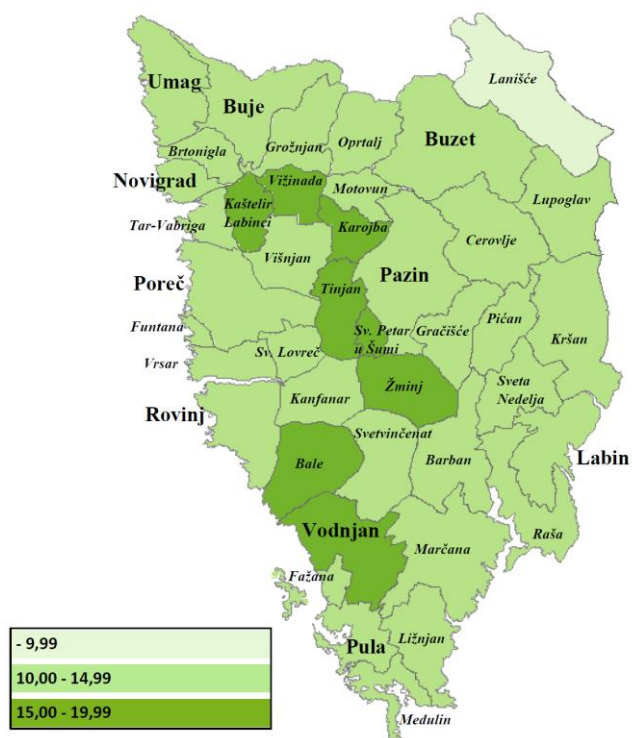 Lanišće
Umag
Buje
Buzet
Oprtalj
Brtonigla
Grožnjan
Novigrad
Vižinada
Motovun
Lupoglav
Kaštelir
Labinci
Tar-Vabriga
Karojba
Cerovlje
Višnjan
Poreč
Pazin
Tinjan
Pićan
Funtana
Sv. Petar
u Šumi
Gračišće
Kršan
Sv. Lovreč
Vrsar
Žminj
Sveta
Nedelja
Kanfanar
Rovinj
Svetvinčenat
Labin
Bale
Barban
Vodnjan
Raša
Marčana
Fažana
- 9,99
Ližnjan
Pula
10,00 - 14,99
15,00 - 19,99
Medulin